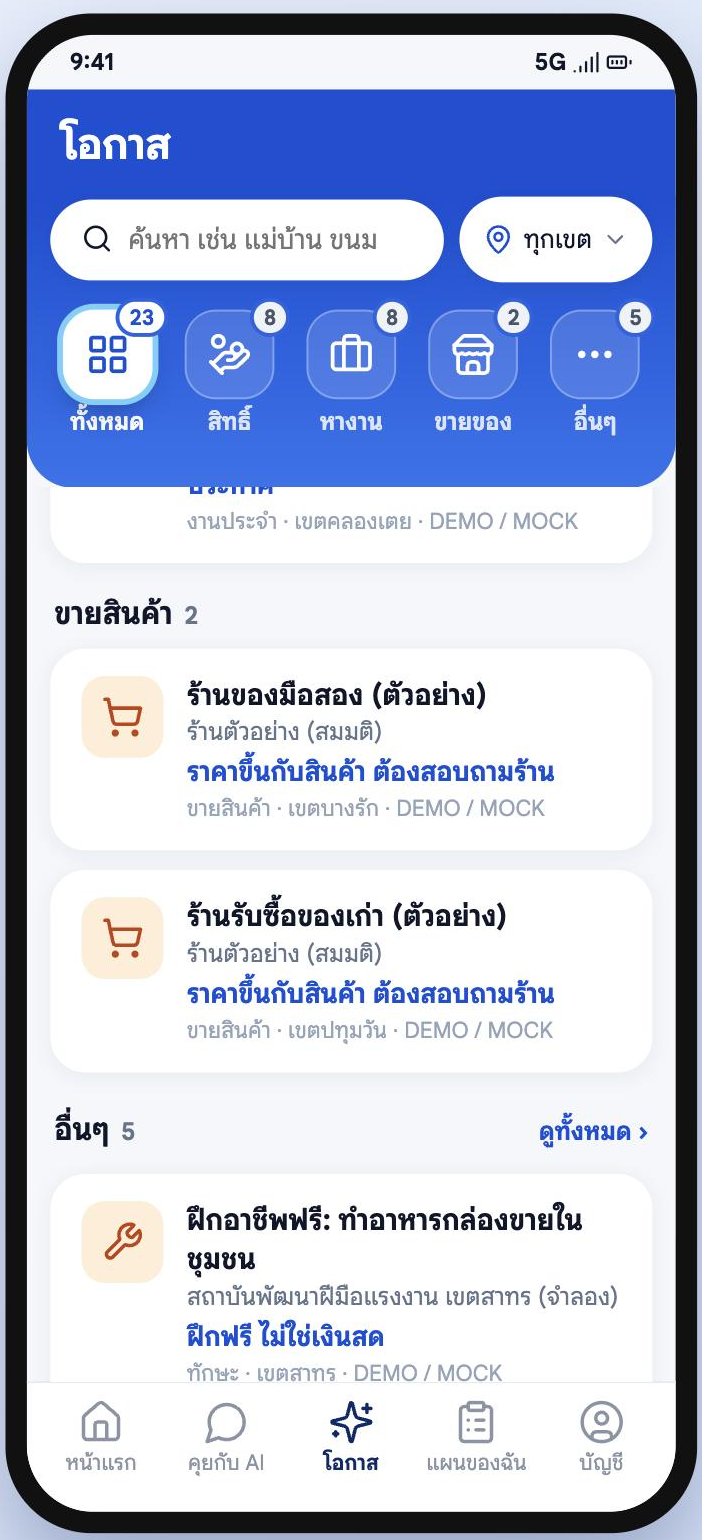 9:41
5G
โอกาส
ค้นหา เช่น แม่บ้าน ขนม
ทุกเขต
23
8
8
2
5
ทั้งหมด
สิทธิ์
หางาน
ขายของ
อื่นๆ
ประกาศ
งานประจำ · เขตคลองเตย · DEMO / MOCK
ขายสินค้า 2
ร้านของมือสอง (ตัวอย่าง)
ร้านตัวอย่าง (สมมติ)
ราคาขึ้นกับสินค้า ต้องสอบถามร้าน
ขายสินค้า · เขตบางรัก · DEMO / MOCK
ร้านรับซื้อของเก่า (ตัวอย่าง)
ร้านตัวอย่าง (สมมติ)
ราคาขึ้นกับสินค้า ต้องสอบถามร้าน
ขายสินค้า · เขตปทุมวัน · DEMO / MOCK
อื่นๆ 5
ดูทั้งหมด ›
ฝึกอาชีพฟรี: ทำอาหารกล่องขายใน
ชุมชน
สถาบันพัฒนาฝีมือแรงงาน เขตสาทร (จำลอง)
ฝึกฟรี ไม่ใช่เงินสด
ทักษะ · เขตสาทร · DEMO / MOCK
หน้าแรก
คุยกับ AI
โอกาส
แผนของฉัน
บัญชี